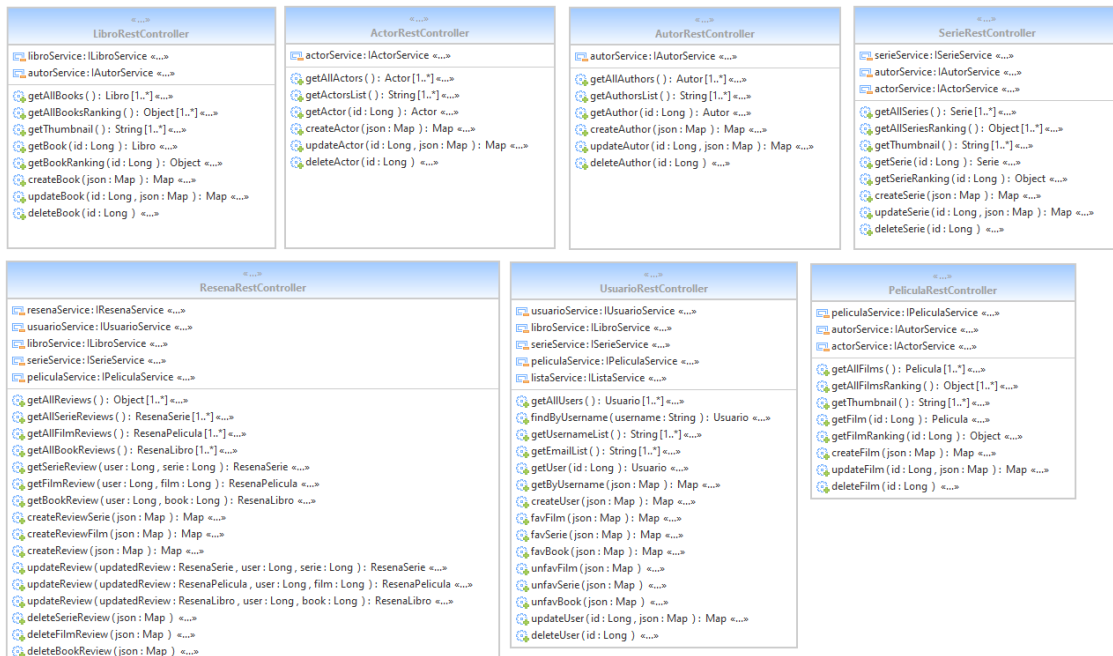 «...»
LibroRestController
libroService : ILibroService «...»
autorService : IAutorService «...»
getAllBooks ( ) : Libro [1..*] «...»
getAllBooksRanking ( ) : Object [1..*] «...»
getThumbnail ( ) : String [1..*] «...»
getBook ( id : Long ) : Libro «...»
getBookRanking ( id : Long ) : Object «...»
createBook ( json : Map ) : Map «...»
updateBook ( id : Long , json : Map ) : Map «...»
deleteBook ( id : Long ) «...»
«...»
ActorRestController
actorService : IActorService «...»
getAllActors ( ) : Actor [1..*] «...»
getActorsList ( ) : String [1..*] «...»
getActor ( id : Long ) : Actor «...»
createActor ( json : Map ) : Map «...»
updateActor ( id : Long , json : Map ) : Map «...»
deleteActor ( id : Long ) «...»
«...»
AutorRestController
autorService : IAutorService «...»
getAllAuthors ( ) : Autor [1..*] «...»
getAuthorsList ( ) : String [1..*] «...»
getAuthor ( id : Long ) : Autor «...»
createAuthor ( json : Map ) : Map «...»
updateAutor ( id : Long , json : Map ) : Map «...»
deleteAuthor ( id : Long ) «...»
«...»
SerieRestController
serieService : ISerieService «...»
autorService : IAutorService «...»
actorService : IActorService «...»
getAllSeries ( ) : Serie [1..*] «...»
getAllSeriesRanking ( ) : Object [1..*] «...»
getThumbnail ( ) : String [1..*] «...»
getSerie ( id : Long ) : Serie «...»
getSerieRanking ( id : Long ) : Object
createSerie ( json : Map ) : Map «...»
updateSerie ( id : Long , json : Map ) : Map «...»
deleteSerie ( id : Long ) «...»
«...»
ResenaRestController
resenaService : IResenaService «...»
usuarioService : IUsuarioService «...»
libroService : ILibroService «...»
serieService : ISerieService «...»
peliculaService : IPeliculaService «...»
getAllReviews ( ) : Object [1..*] «...»
getAllSerieReviews ( ) : ResenaSerie [1..*] «...»
getAllFilmReviews ( ) : ResenaPelicula [1..*] «...»
getAllBookReviews ( ) : ResenaLibro [1..*] «...»
getSerieReview ( user : Long , serie : Long ) : ResenaSerie «...»
getFilmReview ( user : Long , film : Long ) : ResenaPelicula «...»
getBookReview ( user : Long , book : Long ) : ResenaLibro «...»
createReviewSerie ( json : Map ) : Map «...»
createReviewFilm ( json : Map ) : Map «...»
createReview ( json : Map ) : Map «...»
updateReview ( updatedReview : ResenaSerie , user : Long , serie : Long ) : ResenaSerie «...»
updateReview ( updatedReview : ResenaPelicula , user : Long , film : Long ) : ResenaPelicula «...»
updateReview ( updatedReview : ResenaLibro , user : Long , book : Long ) : ResenaLibro «...»
deleteSerieReview ( json : Map ) «...»
deleteFilmReview ( json : Map ) «...»
deleteBookReview ( json : Map ) «...»
«...»
UsuarioRestController
usuarioService : IUsuarioService «...»
libroService : ILibroService «...»
serieService : ISerieService «...»
peliculaService : IPeliculaService «...»
listaService : IListaService «...»
getAllUsers ( ) : Usuario [1..*] «...»
findByUsername ( username : String ) : Usuario «...»
getUsernameList ( ) : String [1..*] «...»
getEmailList ( ) : String [1..*] «...»
getUser ( id : Long ) : Usuario «...»
getByUsername ( json : Map ) : Map «...»
createUser ( json : Map ) : Map «...»
favFilm ( json : Map ) : Map «...»
favSerie ( json : Map ) : Map «...»
favBook ( json : Map ) : Map «...»
unfavFilm ( json : Map ) «...»
unfavSerie ( json : Map ) «...»
unfavBook ( json : Map ) «...»
updateUser ( id : Long , json : Map ) : Map «...»
deleteUser ( id : Long ) «...»
«...»
PeliculaRestController
peliculaService : IPeliculaService «...»
autorService : IAutorService «...»
actorService : IActorService «...»
getAllFilms ( ) : Pelicula [1..*] «...»
getAllFilmsRanking ( ) : Object [1..*] «...»
getThumbnail ( ) : String [1..*] «...»
getFilm ( id : Long ) : Pelicula «...»
getFilmRanking ( id : Long ) : Object «...»
createFilm ( json : Map ) : Map «...»
updateFilm ( id : Long , json : Map ) : Map «...»
deleteFilm ( id : Long ) «...»